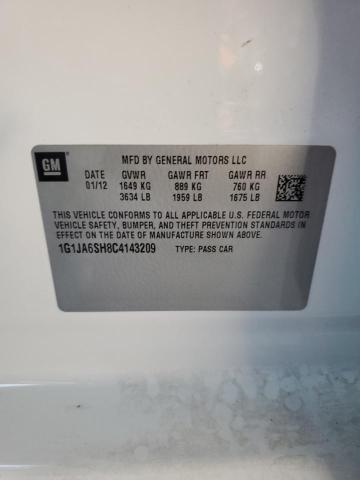 GM
MFD BY GENERAL MOTORS LLC
DATE GVWR GAWR FRT GAWR RR
01/12 1649 KG 889 KG 760 KG
3634 LB 1959 LB 1675 LB
THIS VEHICLE CONFORMS TO ALL APPLICABLE U.S. FEDERAL MOTOR
VEHICLE SAFETY, BUMPER, AND THEFT PREVENTION STANDARDS
IN EFFECT ON THE DATE OF MANUFACTURE SHOWN ABOVE.
1G1JA6SH8C4143209 TYPE: PASS CAR